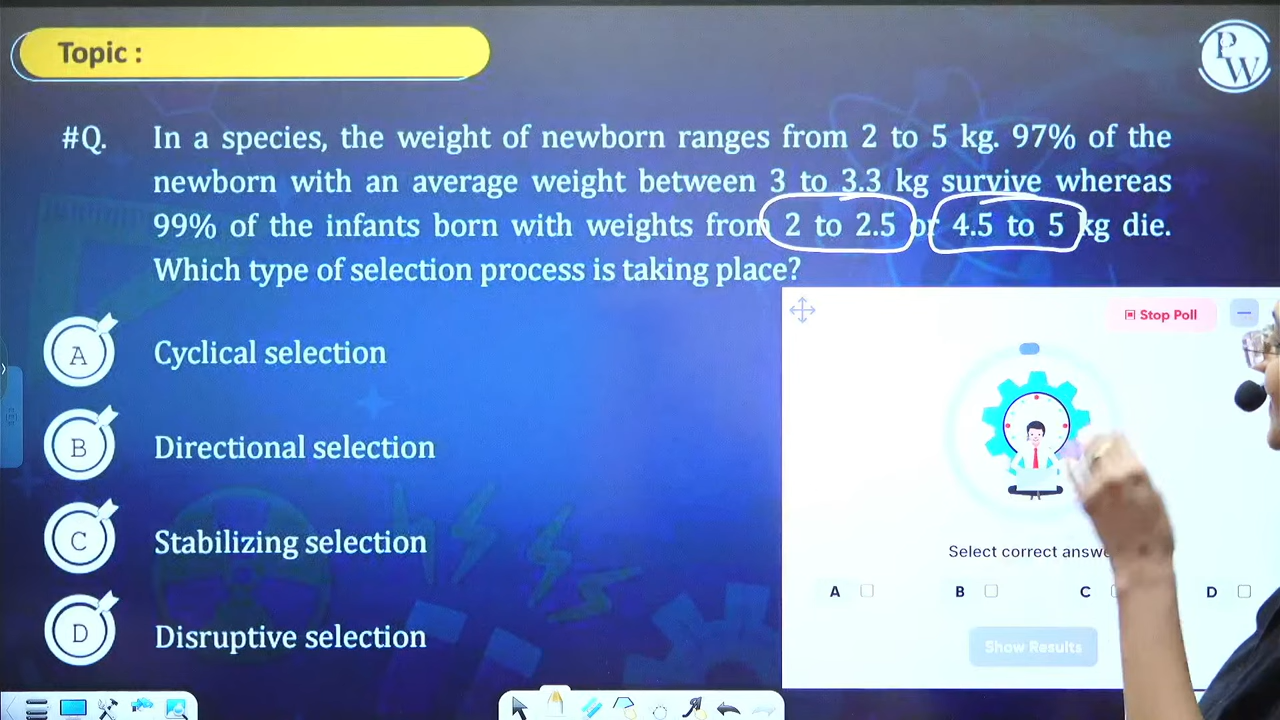 Topic :
PW
#Q. In a species, the weight of newborn ranges from 2 to 5 kg. 97% of the
newborn with an average weight between 3 to 3.3 kg survive whereas
99% of the infants born with weights from 2 to 2.5 or 4.5 to 5 kg die.
Which type of selection process is taking place?
A Cyclical selection
B Directional selection
C Stabilizing selection
D Disruptive selection
Stop Poll
Select correct answe
A B C D
Show Results